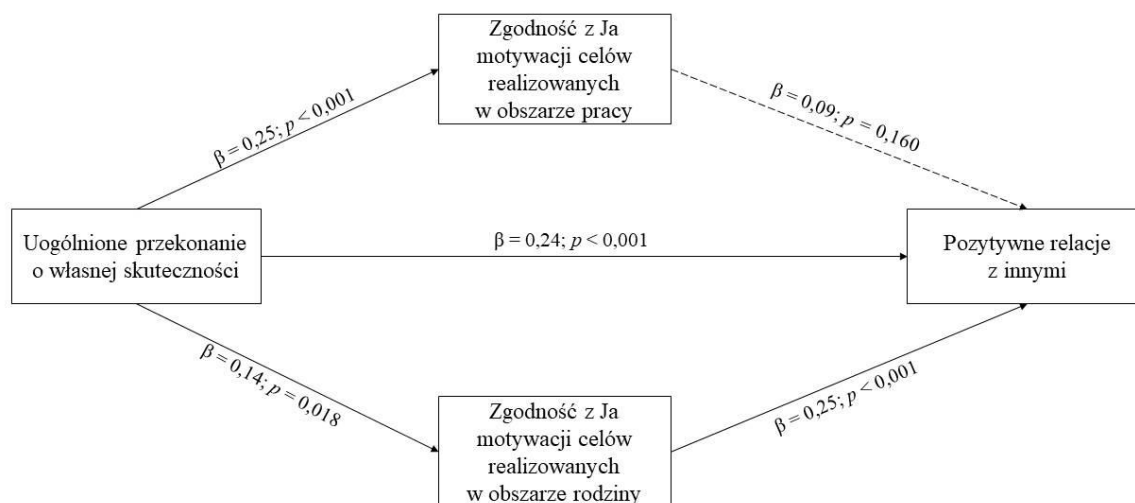 Zgodność z Ja
motywacji celów
realizowanych
w obszarze pracy
β = 0,25; p < 0,001
β = 0,09; p = 0,160
Uogólnione przekonanie
o własnej skuteczności
β = 0,24; p < 0,001
Pozytywne relacje
z innymi
β = 0,14; p = 0,018
β = 0,25; p < 0,001
Zgodność z Ja
motywacji celów
realizowanych
w obszarze rodziny